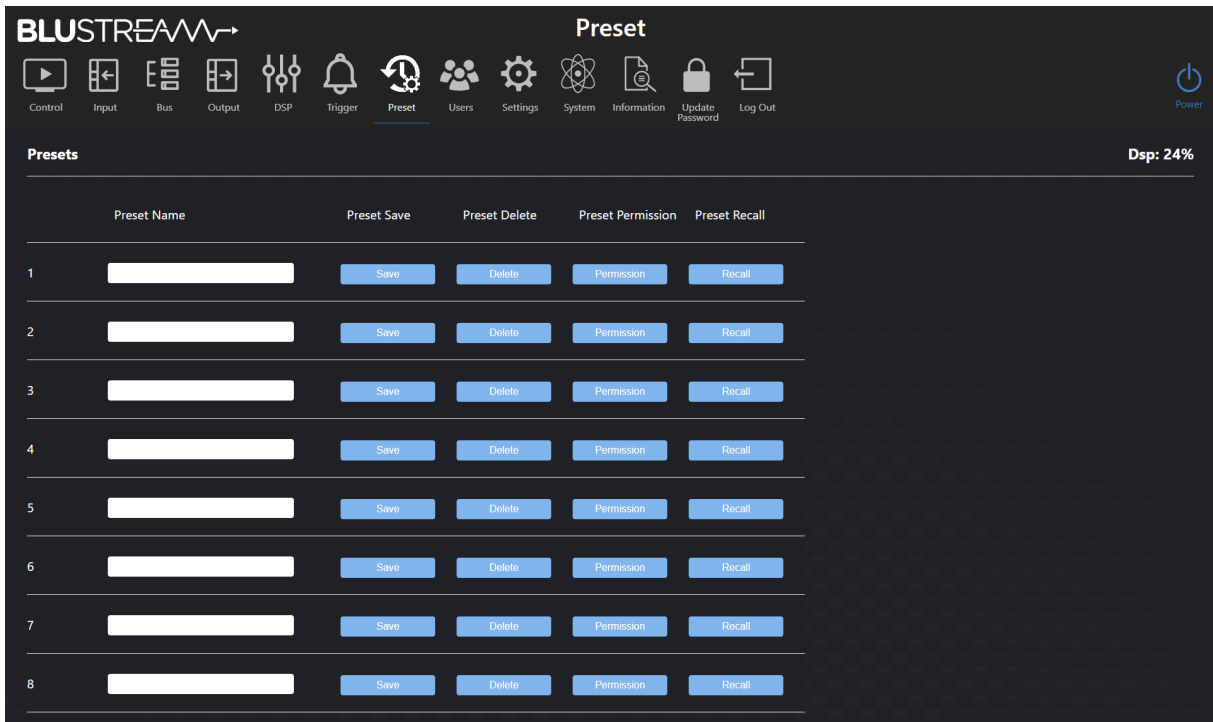 BLUSTREAM Preset
Control Input Bus Output DSP Trigger Preset Users Settings System Information Update Password Log Out Power
Presets Dsp: 24%
Preset Name Preset Save Preset Delete Preset Permission Preset Recall
1 Save Delete Permission Recall
2 Save Delete Permission Recall
3 Save Delete Permission Recall
4 Save Delete Permission Recall
5 Save Delete Permission Recall
6 Save Delete Permission Recall
7 Save Delete Permission Recall
8 Save Delete Permission Recall